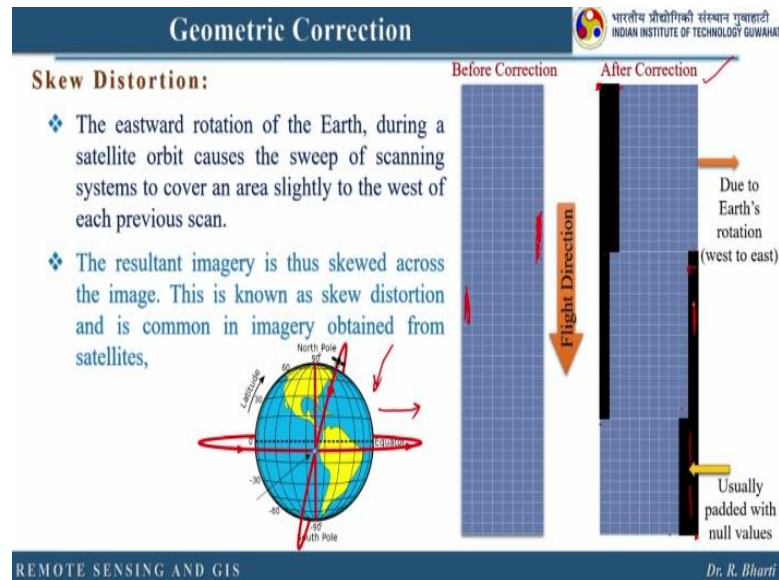 Geometric Correction
भारतीय प्रौद्योगिकी संस्थान गुवाहाटी
INDIAN INSTITUTE OF TECHNOLOGY GUWAHAT
Skew Distortion:
❖ The eastward rotation of the Earth, during a
satellite orbit causes the sweep of scanning
systems to cover an area slightly to the west of
each previous scan.
❖ The resultant imagery is thus skewed across
the image. This is known as skew distortion
and is common in imagery obtained from
satellites,
North Pole
90°
60
30
Latitude
0
Equator
-30
-60
-90°
South Pole
Before Correction
After Correction
Flight Direction
Due to
Earth's
rotation
(west to east)
Usually
padded with
null values
REMOTE SENSING AND GIS
Dr. R. Bharti